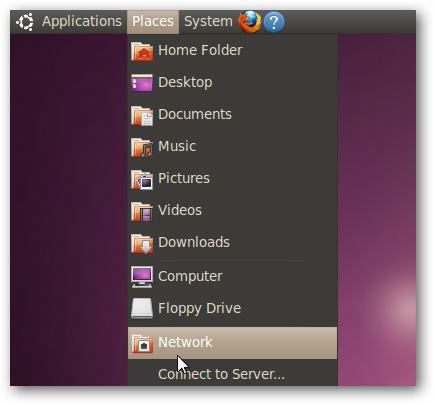 Applications Places System ?
Home Folder
Desktop
Documents
Music
Pictures
Videos
Downloads
Computer
Floppy Drive
Network
Connect to Server...